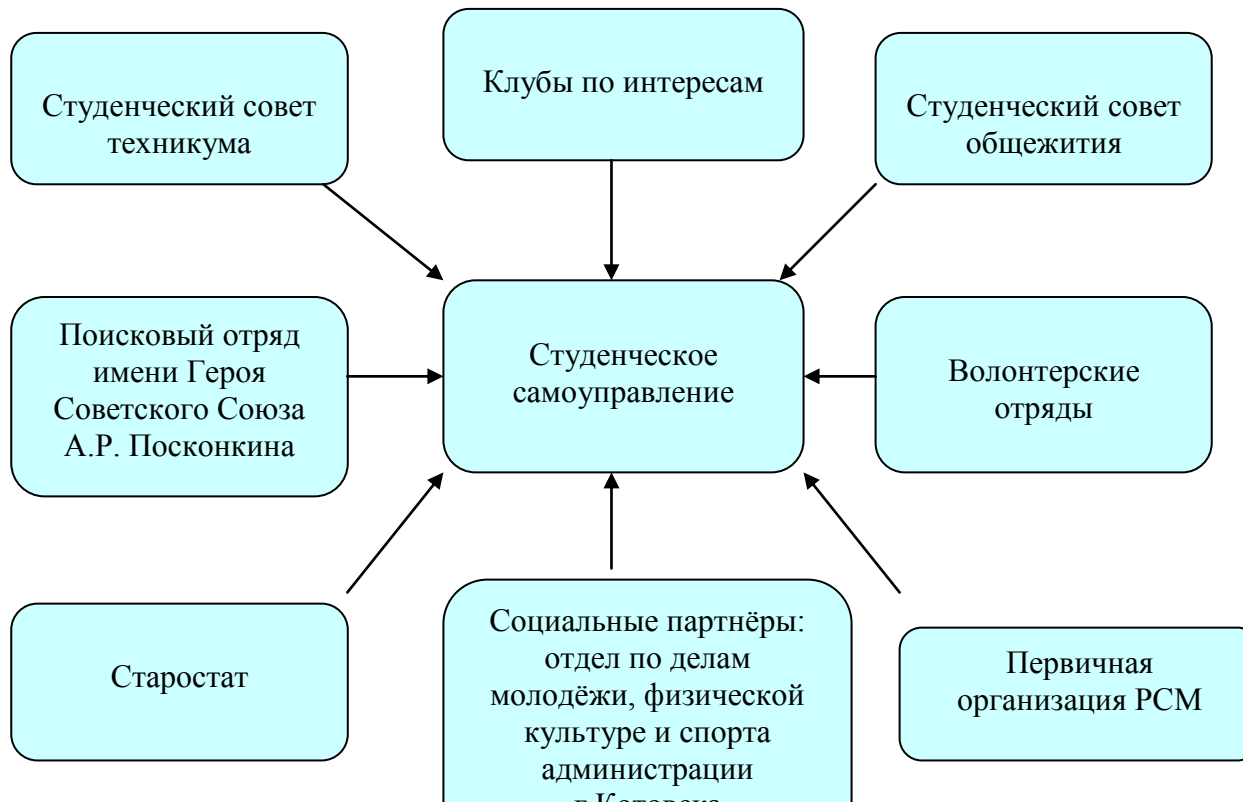 Студенческий совет
техникума
Клубы по интересам
Студенческий совет
общежития
Поисковый отряд
имени Героя
Советского Союза
А.Р. Посконкина
Студенческое
самоуправление
Волонтерские
отряды
Старостат
Социальные партнёры:
отдел по делам
молодёжи, физической
культуре и спорта
администрации
г.Котовска
Первичная
организация РСМ